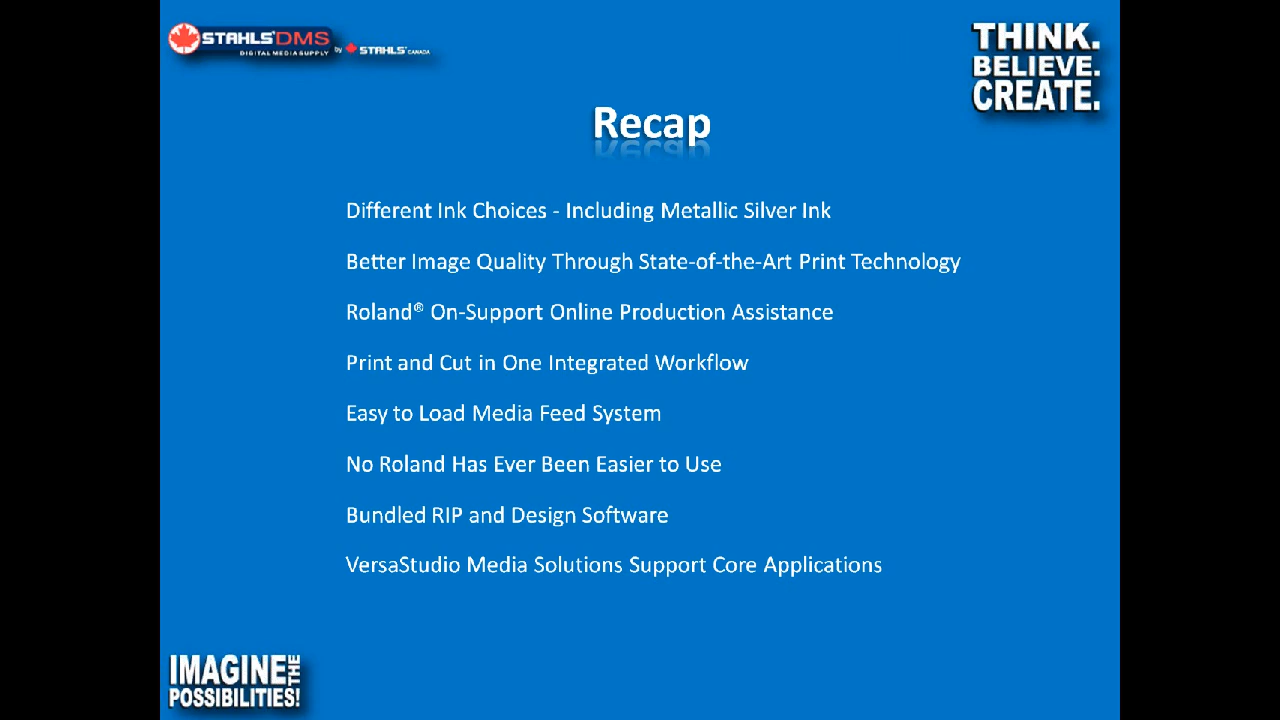 STAHLS' DMS
DIGITAL MEDIA SUPPLY by STAHLS' CANADA
THINK.
BELIEVE.
CREATE.
Recap
Different Ink Choices - Including Metallic Silver Ink
Better Image Quality Through State-of-the-Art Print Technology
Roland® On-Support Online Production Assistance
Print and Cut in One Integrated Workflow
Easy to Load Media Feed System
No Roland Has Ever Been Easier to Use
Bundled RIP and Design Software
VersaStudio Media Solutions Support Core Applications
IMAGINE THE
POSSIBILITIES!